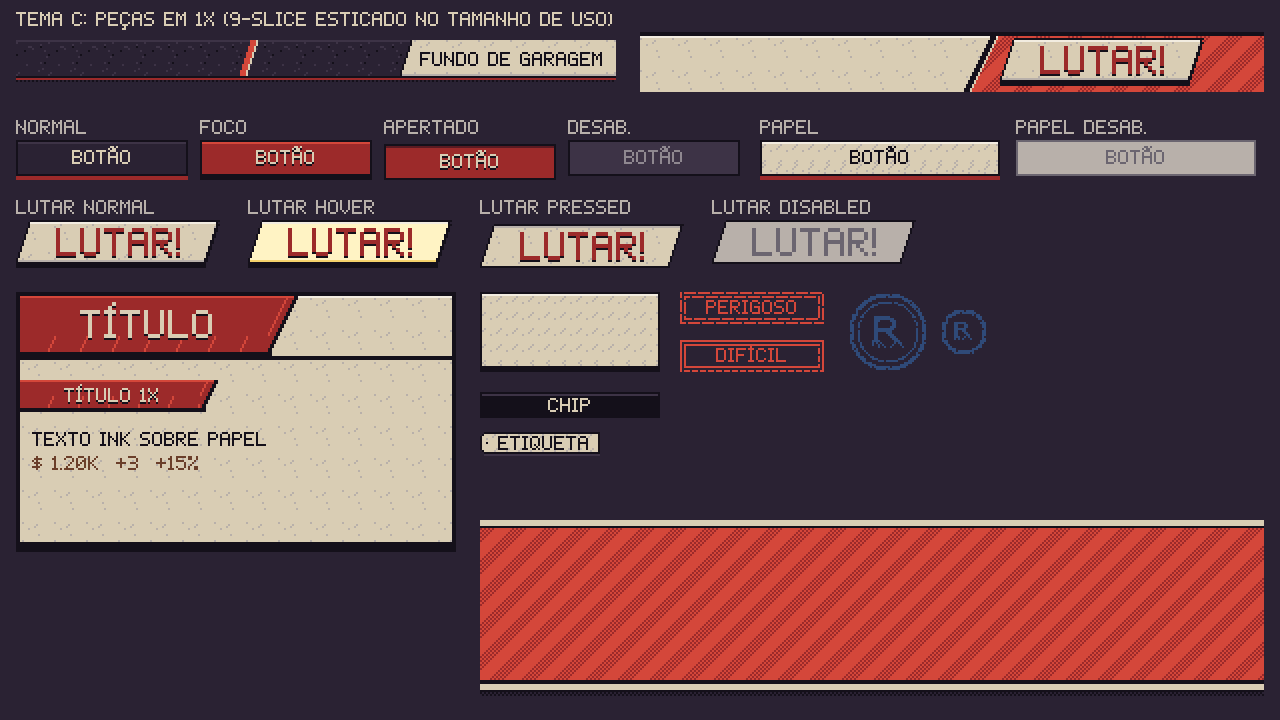 TEMA C: PEÇAS EM 1X (9-SLICE ESTICADO NO TAMANHO DE USO)
FUNDO DE GARAGEM
LUTAR!
NORMAL
FOCO
APERTADO
DESAB.
PAPEL
PAPEL DESAB.
BOTÃO
BOTÃO
BOTÃO
BOTÃO
BOTÃO
BOTÃO
LUTAR NORMAL
LUTAR HOVER
LUTAR PRESSED
LUTAR DISABLED
LUTAR!
LUTAR!
LUTAR!
LUTAR!
TÍTULO
PERIGOSO
R
R
DIFÍCIL
TÍTULO 1X
CHIP
TEXTO INK SOBRE PAPEL
ETIQUETA
$ 1.20K +3 +15%